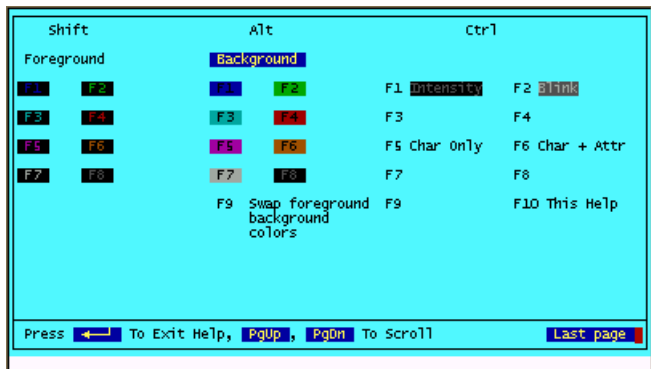 Shift Alt Ctrl
Foreground Background
F1 F2 F1 F2 F1 Intensity F2 Blink
F3 F4 F3 F4 F3 F4
F5 F6 F5 F6 F5 Char Only F6 Char + Attr
F7 F8 F7 F8 F7 F8
F9 Swap foreground F9 F10 This Help
background
colors
Press To Exit Help, PgUp , PgDn To Scroll Last page